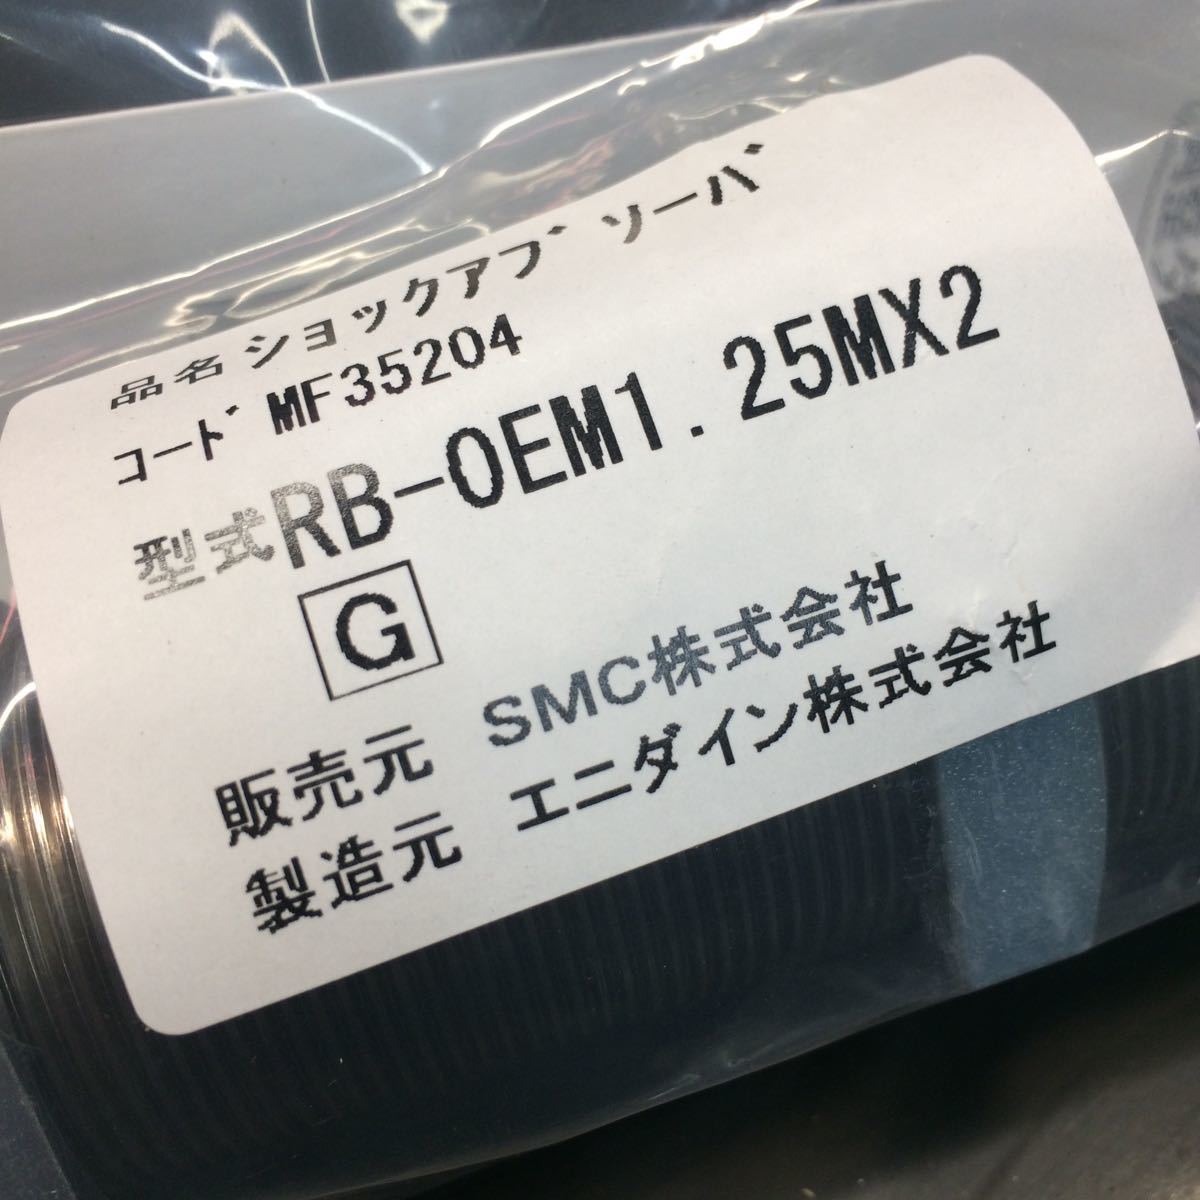 品名 ショックアブソーバ
コード MF35204
型式 RB-OEM1.25MX2
G
販売元 SMC株式会社
製造元 エニダイン株式会社